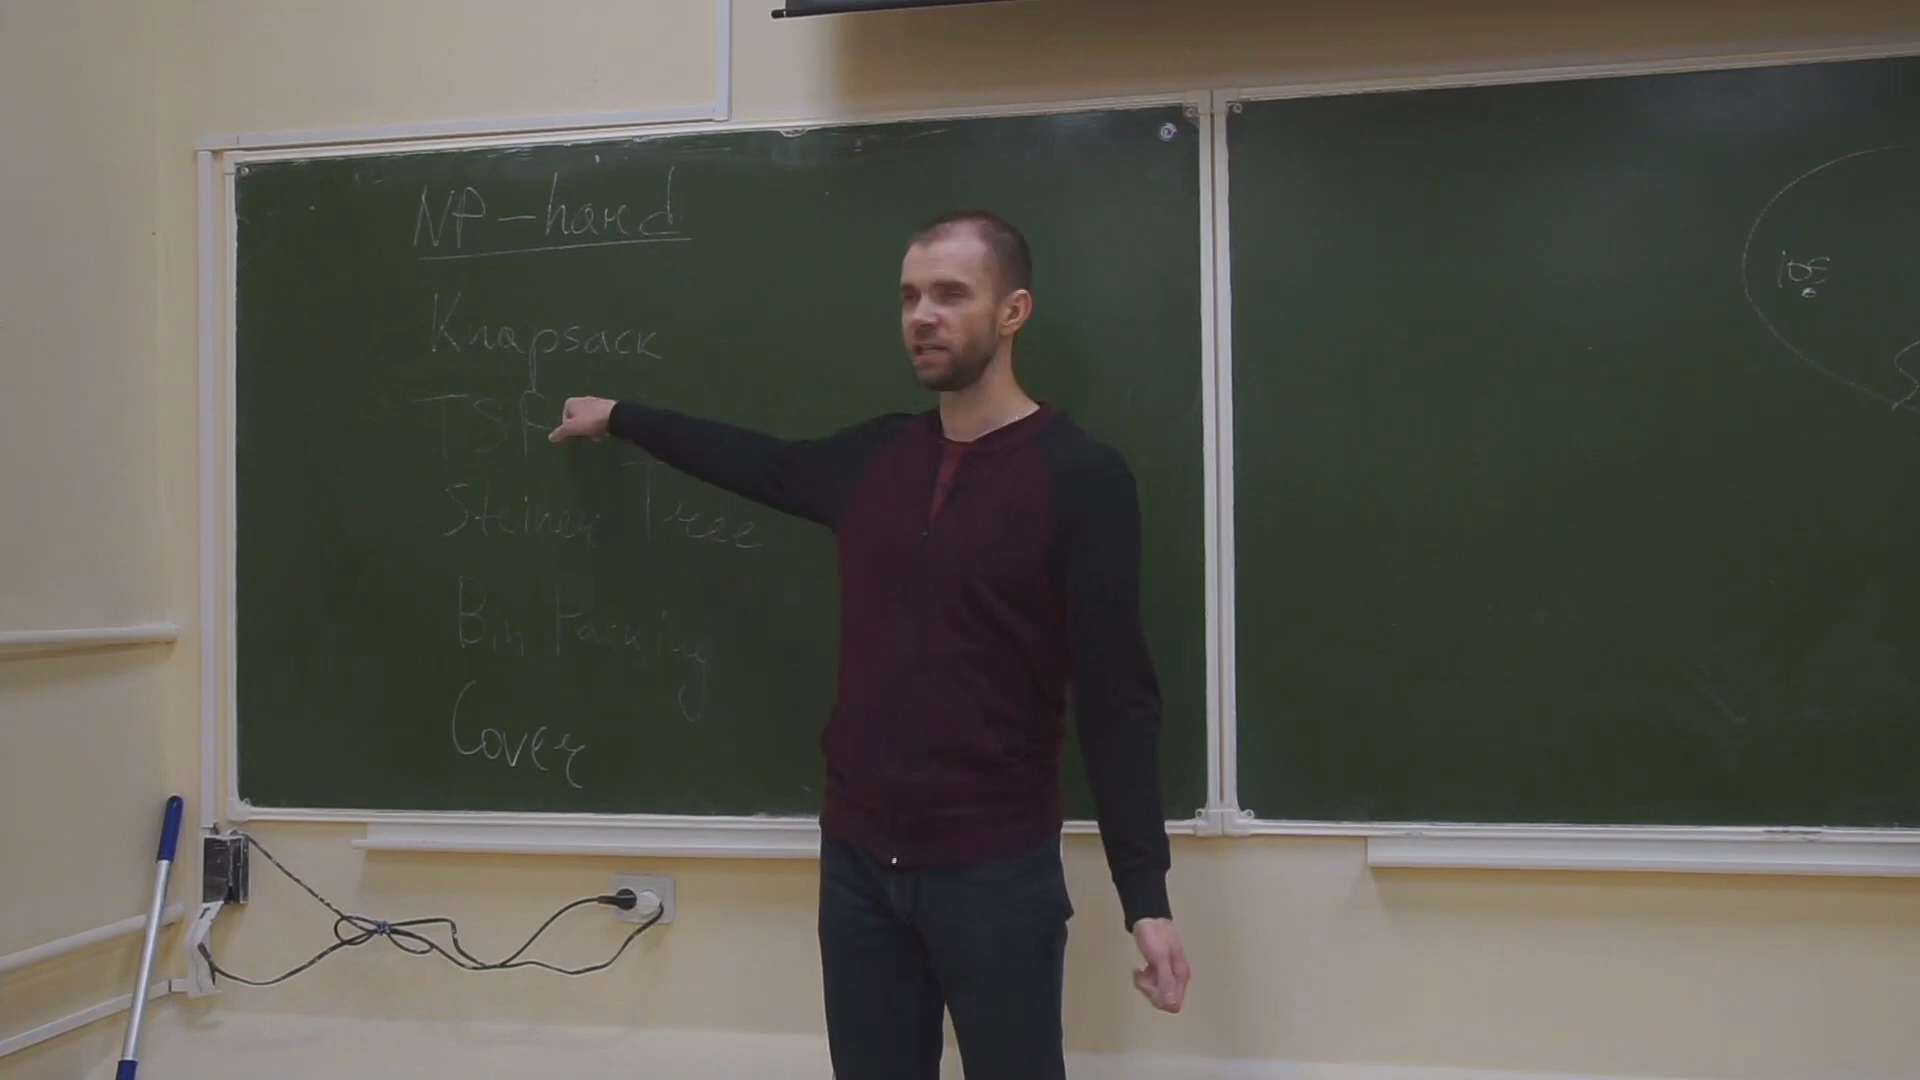 NP-hard
Knapsack
TSP
Steiner Tree
Bin Packing
Cover